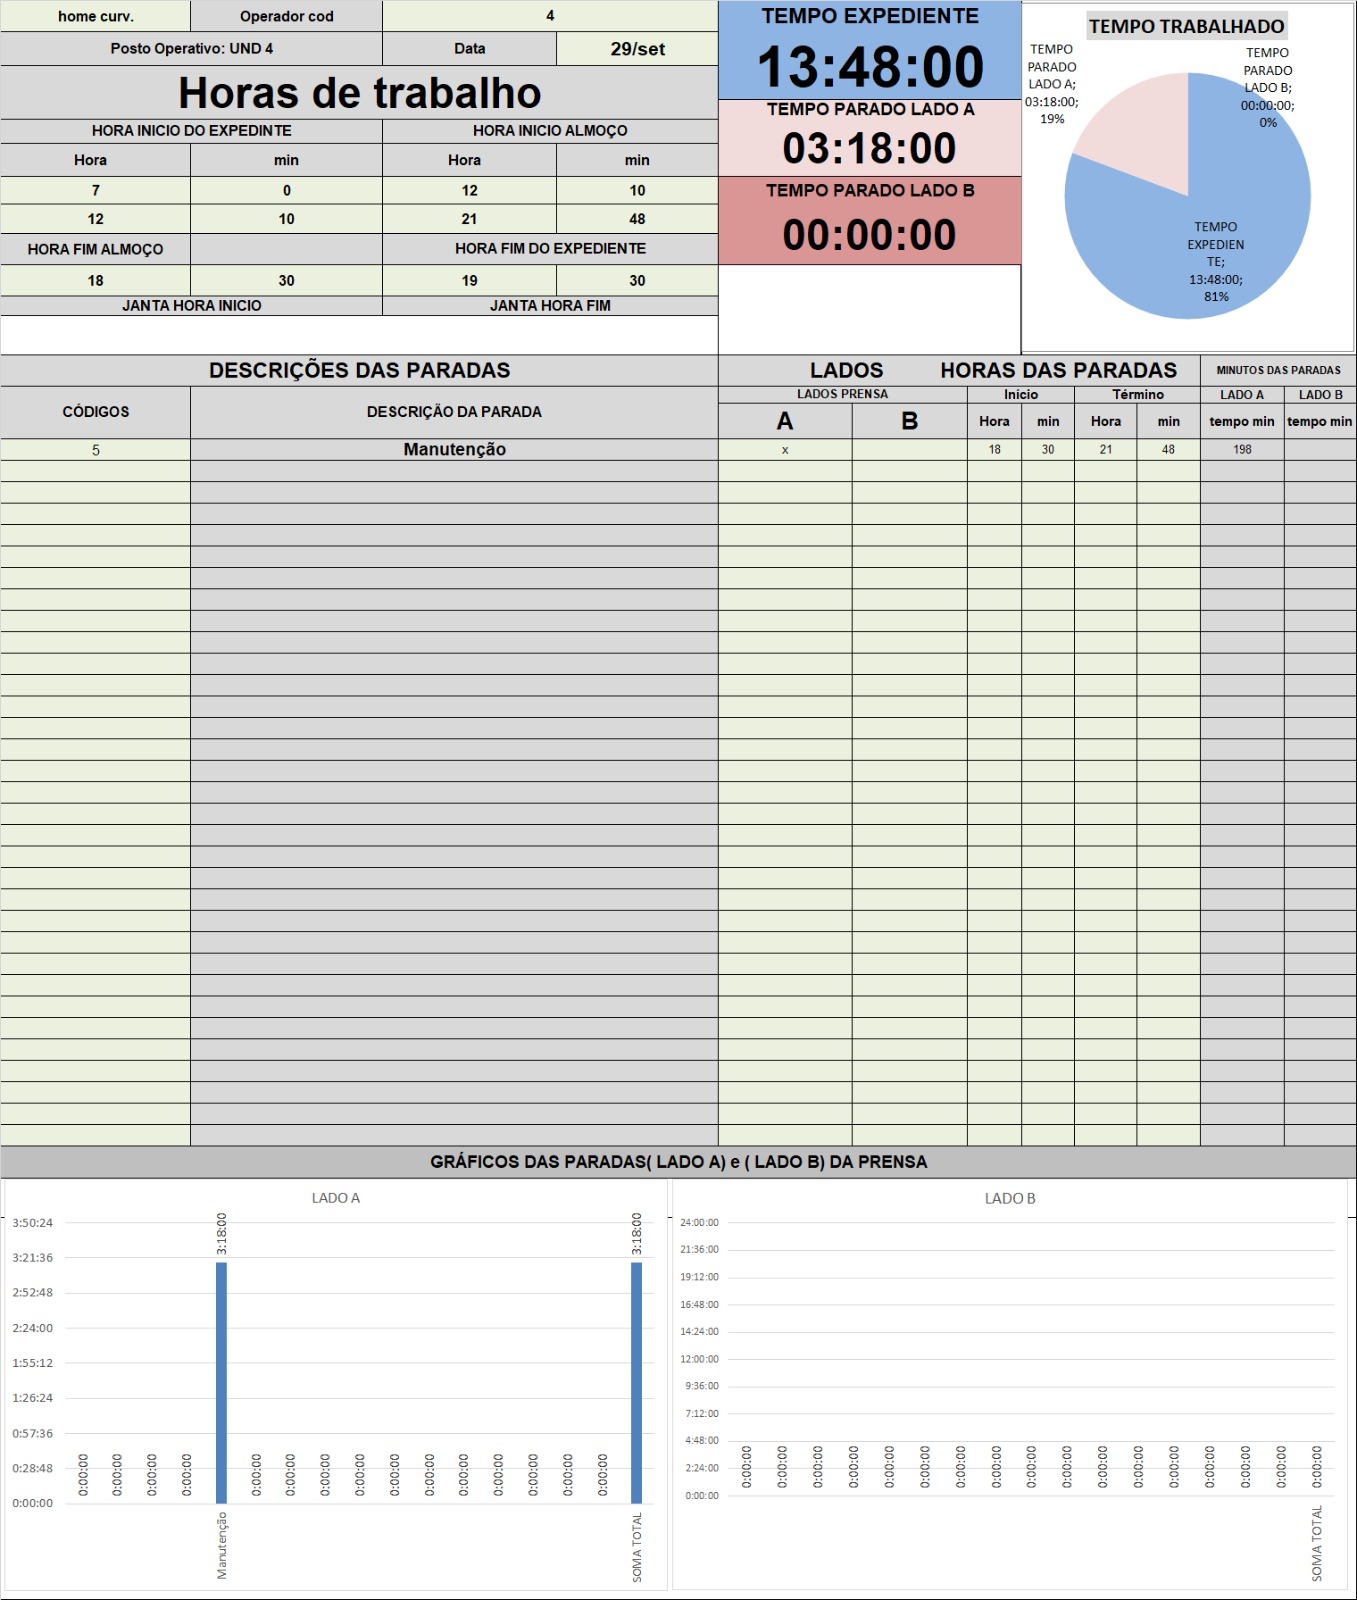 home curv. Operador cod 4
Posto Operativo: UND 4 Data 29/set
Horas de trabalho
HORA INICIO DO EXPEDINTE HORA INICIO ALMOÇO
Hora min Hora min
7 0 12 10
12 10 21 48
HORA FIM ALMOÇO HORA FIM DO EXPEDIENTE
18 30 19 30
JANTA HORA INICIO JANTA HORA FIM
TEMPO EXPEDIENTE
13:48:00
TEMPO PARADO LADO A
03:18:00
TEMPO PARADO LADO B
00:00:00
TEMPO TRABALHADO
TEMPO
PARADO
LADO A;
03:18:00;
19%
TEMPO
PARADO
LADO B;
00:00:00;
0%
TEMPO
EXPEDIEN
TE;
13:48:00;
81%
DESCRIÇÕES DAS PARADAS LADOS HORAS DAS PARADAS MINUTOS DAS PARADAS
CÓDIGOS DESCRIÇÃO DA PARADA LADOS PRENSA Início Término LADO A LADO B
A B Hora min Hora min tempo min tempo min
5 Manutenção x 18 30 21 48 198
GRÁFICOS DAS PARADAS( LADO A) e ( LADO B) DA PRENSA
LADO A
3:50:24
3:21:36
2:52:48
2:24:00
1:55:12
1:26:24
0:57:36
0:28:48
0:00:00
0:00:00 0:00:00 0:00:00 0:00:00 3:18:00 0:00:00 0:00:00 0:00:00 0:00:00 0:00:00 0:00:00 0:00:00 0:00:00 0:00:00 0:00:00 0:00:00 3:18:00
Manutenção SOMA TOTAL
LADO B
24:00:00
21:36:00
19:12:00
16:48:00
14:24:00
12:00:00
9:36:00
7:12:00
4:48:00
2:24:00
0:00:00
0:00:00 0:00:00 0:00:00 0:00:00 0:00:00 0:00:00 0:00:00 0:00:00 0:00:00 0:00:00 0:00:00 0:00:00 0:00:00 0:00:00 0:00:00 0:00:00 0:00:00
SOMA TOTAL